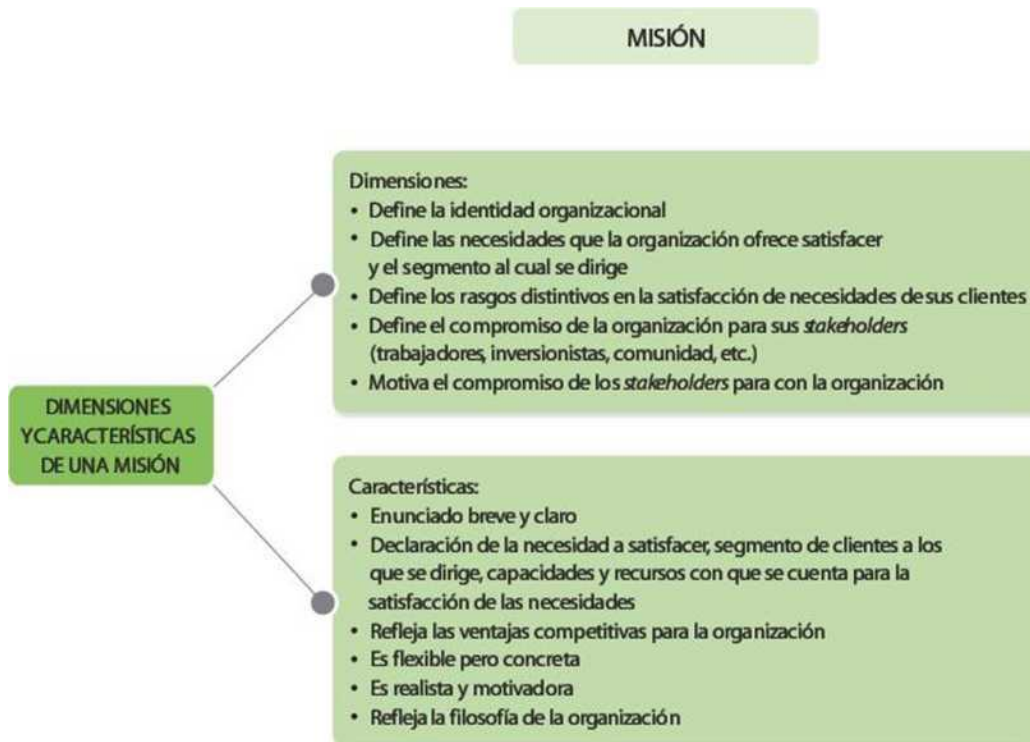 MISIÓN
Dimensiones:
• Define la identidad organizacional
• Define las necesidades que la organización ofrece satisfacer
y el segmento al cual se dirige
• Define los rasgos distintivos en la satisfacción de necesidades de sus clientes
• Define el compromiso de la organización para sus stakeholders
(trabajadores, inversionistas, comunidad, etc.)
• Motiva el compromiso de los stakeholders para con la organización
DIMENSIONES
Y CARACTERÍSTICAS
DE UNA MISIÓN
Características:
• Enunciado breve y claro
• Declaración de la necesidad a satisfacer, segmento de clientes a los
que se dirige, capacidades y recursos con que se cuenta para la
satisfacción de las necesidades
• Refleja las ventajas competitivas para la organización
• Es flexible pero concreta
• Es realista y motivadora
• Refleja la filosofía de la organización